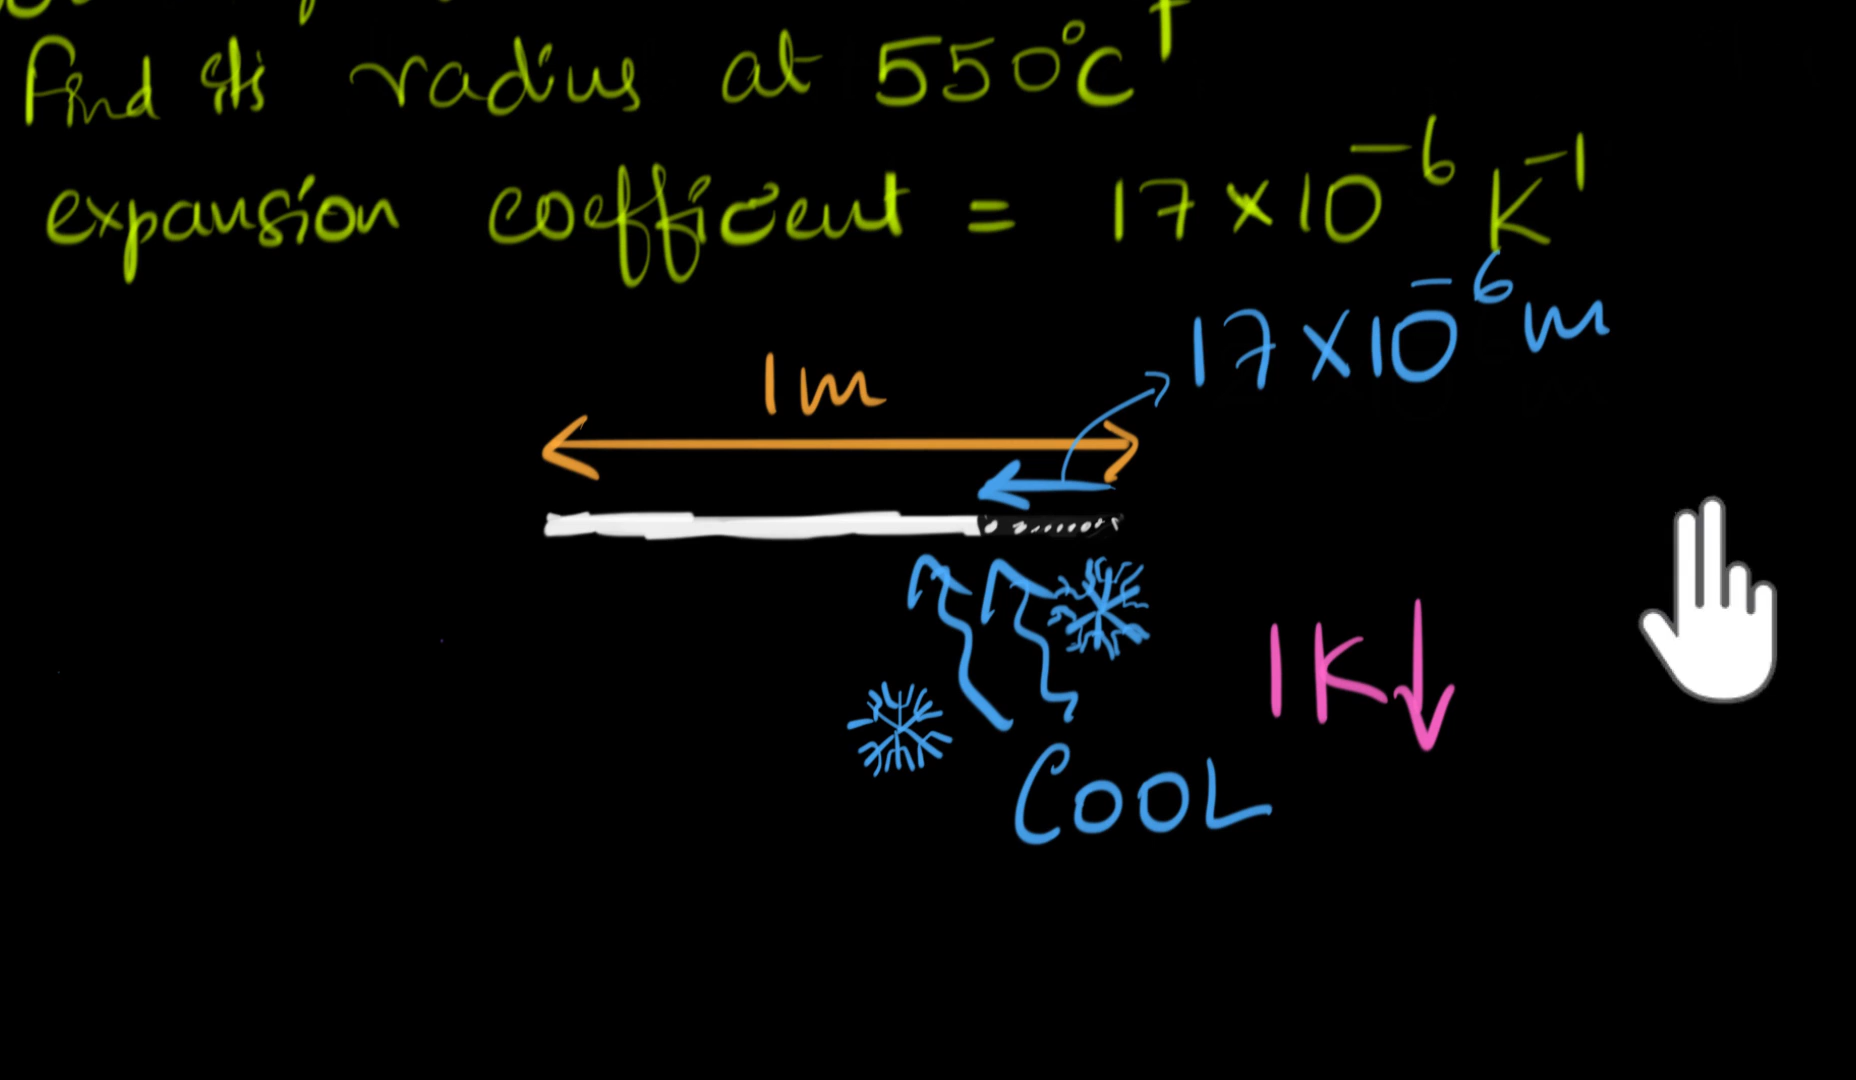 Find its radius at 550°C
expansion coefficient = 17×10⁻⁶ K⁻¹
17×10⁻⁶ m
1m
1K↓
COOL